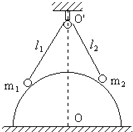 O'
l₁ l₂
m₁ m₂
O